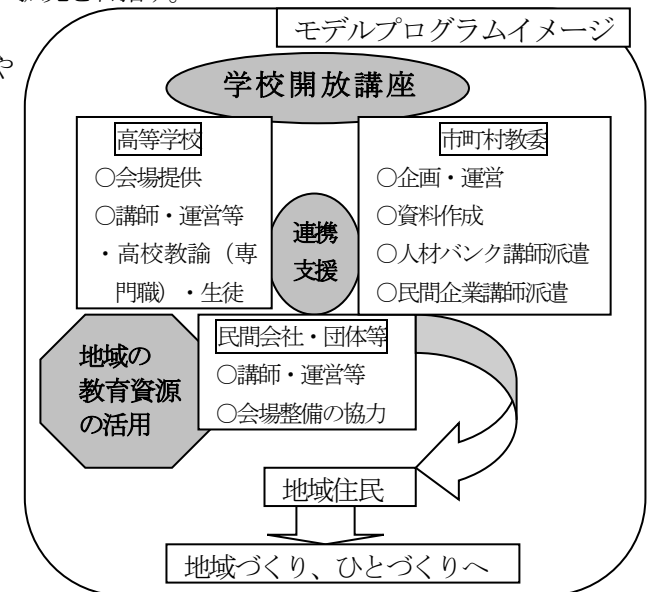 モデルプログラムイメージ
や
学校開放講座
高等学校
○会場提供
○講師・運営等
・高校教諭（専
門職）・生徒
市町村教委
○企画・運営
○資料作成
○人材バンク講師派遣
○民間企業講師派遣
連携
支援
民間会社・団体等
○講師・運営等
○会場整備の協力
地域の
教育資源
の活用
地域住民
地域づくり、ひとづくりへ